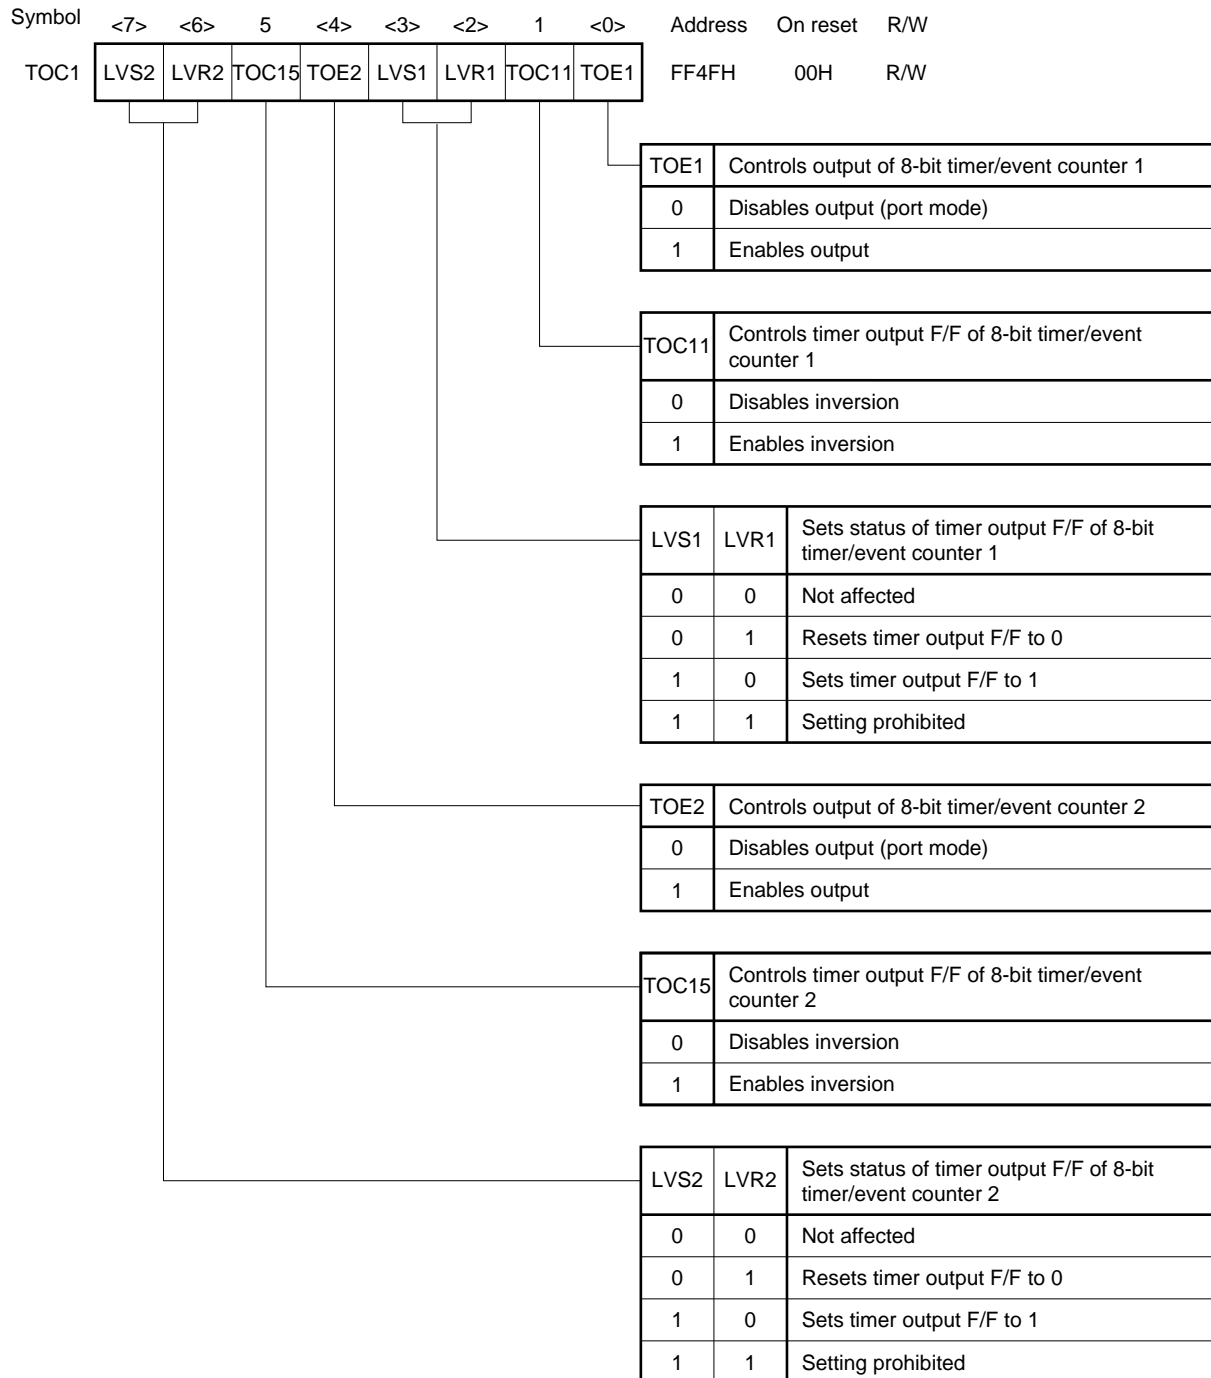 Symbol <7> <6> 5 <4> <3> <2> 1 <0> Address On reset R/W
TOC1 LVS2 LVR2 TOC15 TOE2 LVS1 LVR1 TOC11 TOE1 FF4FH 00H R/W
TOE1 Controls output of 8-bit timer/event counter 1
0 Disables output (port mode)
1 Enables output
TOC11 Controls timer output F/F of 8-bit timer/event
counter 1
0 Disables inversion
1 Enables inversion
LVS1 LVR1 Sets status of timer output F/F of 8-bit
timer/event counter 1
0 0 Not affected
0 1 Resets timer output F/F to 0
1 0 Sets timer output F/F to 1
1 1 Setting prohibited
TOE2 Controls output of 8-bit timer/event counter 2
0 Disables output (port mode)
1 Enables output
TOC15 Controls timer output F/F of 8-bit timer/event
counter 2
0 Disables inversion
1 Enables inversion
LVS2 LVR2 Sets status of timer output F/F of 8-bit
timer/event counter 2
0 0 Not affected
0 1 Resets timer output F/F to 0
1 0 Sets timer output F/F to 1
1 1 Setting prohibited